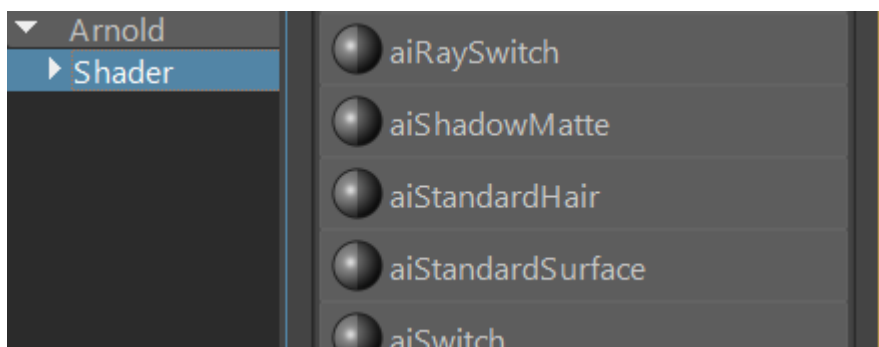 Arnold
Shader
aiRaySwitch
aiShadowMatte
aiStandardHair
aiStandardSurface
aiSwitch